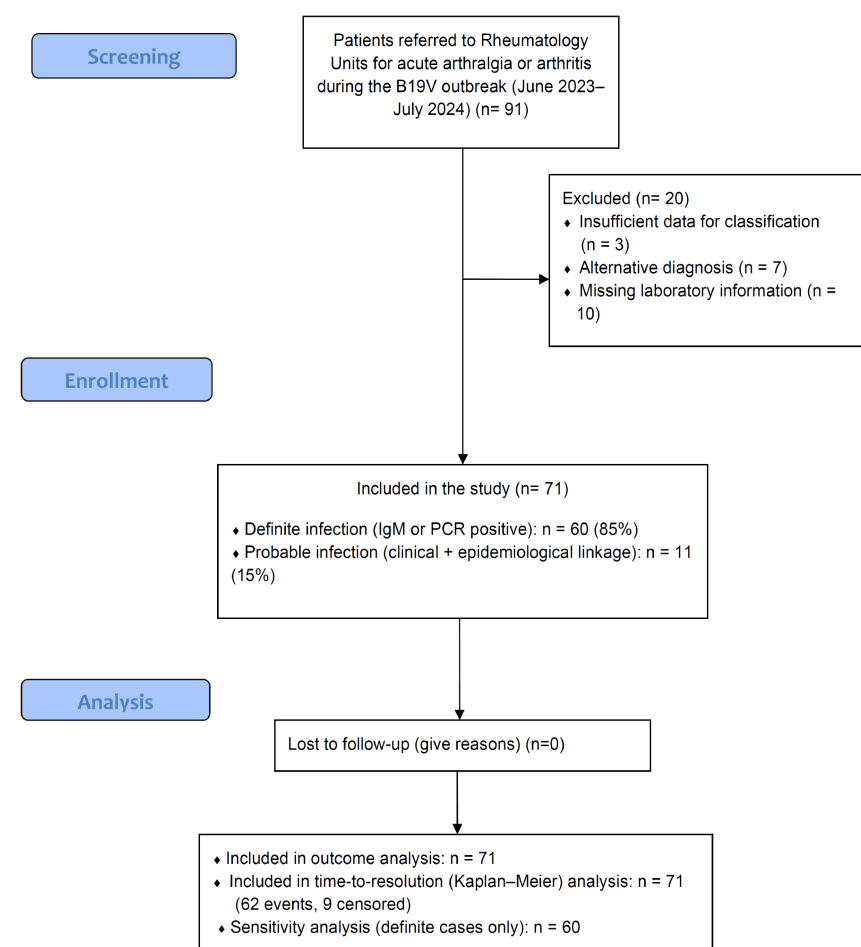 Screening
Patients referred to Rheumatology
Units for acute arthralgia or arthritis
during the B19V outbreak (June 2023–
July 2024) (n= 91)
Excluded (n= 20)
♦ Insufficient data for classification
(n = 3)
♦ Alternative diagnosis (n = 7)
♦ Missing laboratory information (n =
10)
Enrollment
Included in the study (n= 71)
♦ Definite infection (IgM or PCR positive): n = 60 (85%)
♦ Probable infection (clinical + epidemiological linkage): n = 11
(15%)
Analysis
Lost to follow-up (give reasons) (n=0)
♦ Included in outcome analysis: n = 71
♦ Included in time-to-resolution (Kaplan–Meier) analysis: n = 71
(62 events, 9 censored)
♦ Sensitivity analysis (definite cases only): n = 60